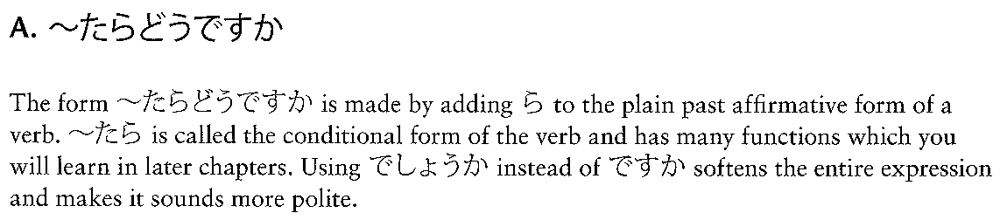 A. ～たらどうですか
The form ～たらどうですか is made by adding ら to the plain past affirmative form of a
verb. ～たら is called the conditional form of the verb and has many functions which you
will learn in later chapters. Using でしょうか instead of ですか softens the entire expression
and makes it sounds more polite.